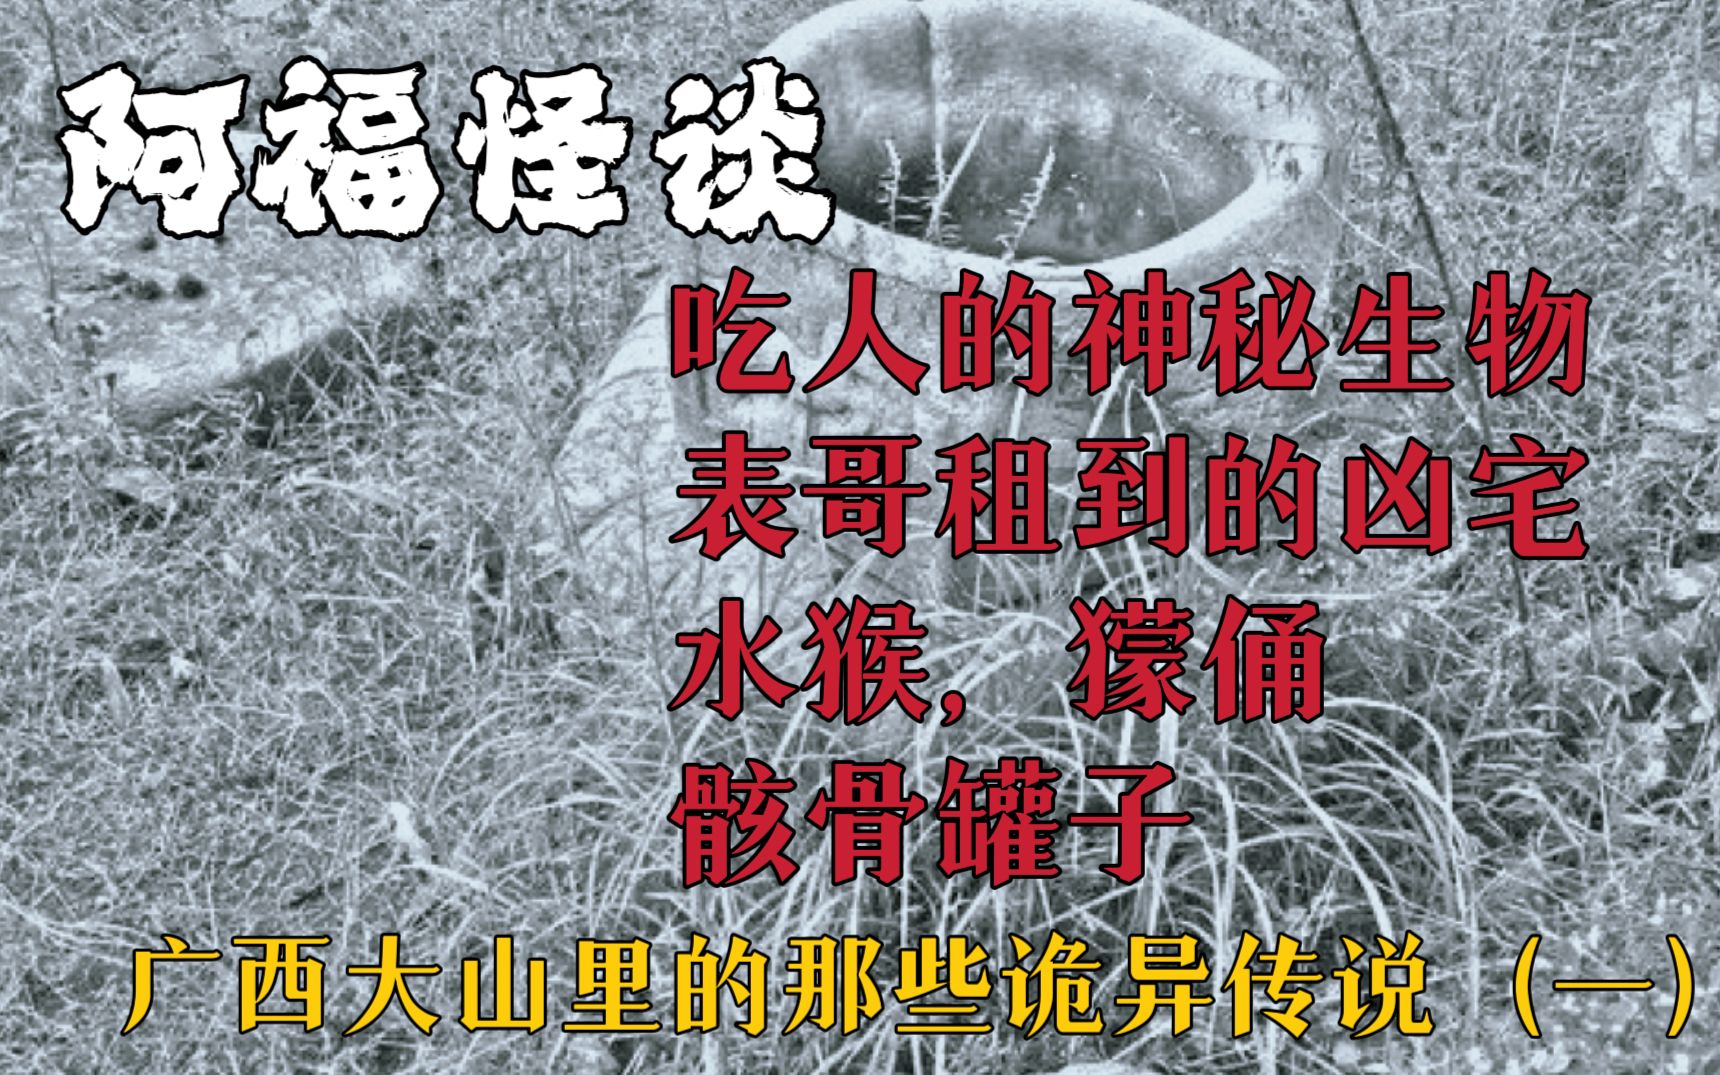 阿福怪谈
吃人的神秘生物
表哥租到的凶宅
水猴，獴俑
骸骨罐子
广西大山里的那些诡异传说（一）